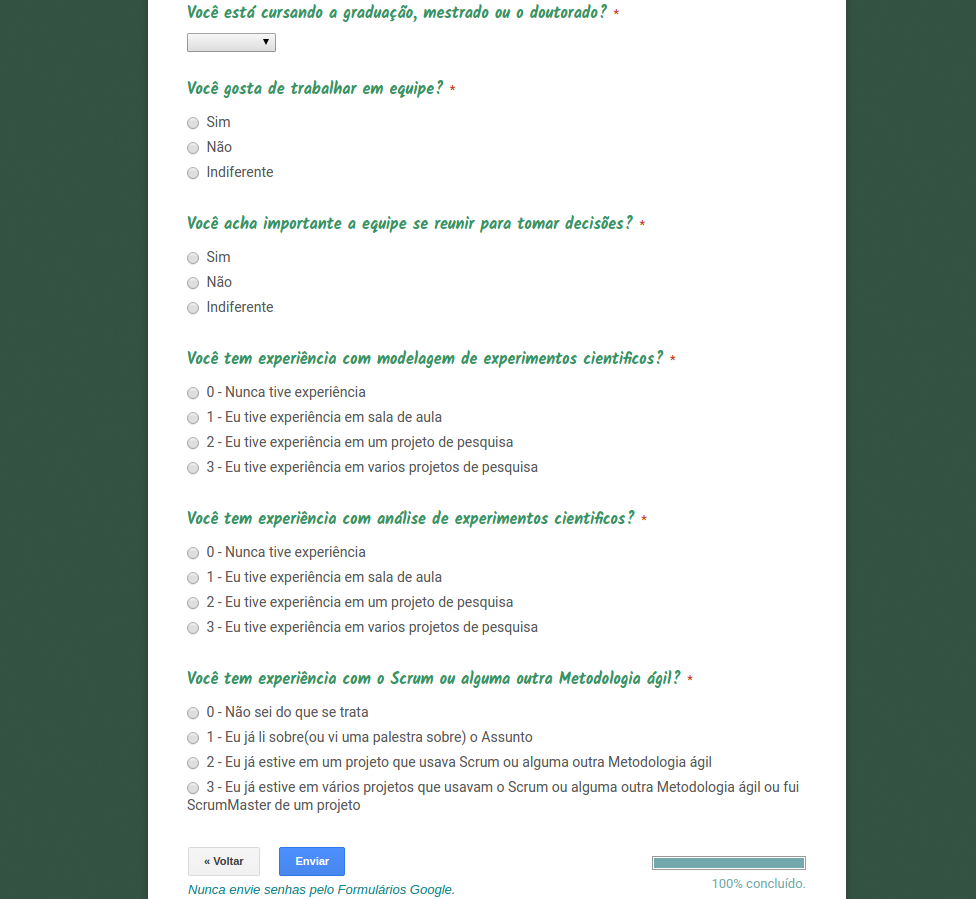 Você está cursando a graduação, mestrado ou o doutorado? *
Você gosta de trabalhar em equipe? *
Sim
Não
Indiferente
Você acha importante a equipe se reunir para tomar decisões? *
Sim
Não
Indiferente
Você tem experiência com modelagem de experimentos cientificos? *
0 - Nunca tive experiência
1 - Eu tive experiência em sala de aula
2 - Eu tive experiência em um projeto de pesquisa
3 - Eu tive experiência em varios projetos de pesquisa
Você tem experiência com análise de experimentos cientificos? *
0 - Nunca tive experiência
1 - Eu tive experiência em sala de aula
2 - Eu tive experiência em um projeto de pesquisa
3 - Eu tive experiência em varios projetos de pesquisa
Você tem experiência com o Scrum ou alguma outra Metodologia ágil? *
0 - Não sei do que se trata
1 - Eu já li sobre(ou vi uma palestra sobre) o Assunto
2 - Eu já estive em um projeto que usava Scrum ou alguma outra Metodologia ágil
3 - Eu já estive em vários projetos que usavam o Scrum ou alguma outra Metodologia ágil ou fui
ScrumMaster de um projeto
« Voltar Enviar
Nunca envie senhas pelo Formulários Google.
100% concluído.